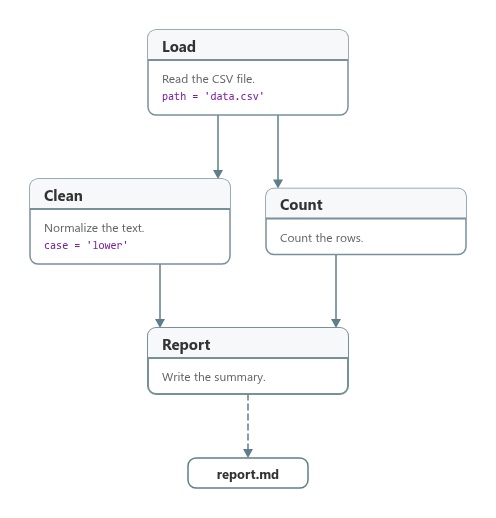 Load
Read the CSV file.
path = 'data.csv'
Clean
Normalize the text.
case = 'lower'
Count
Count the rows.
Report
Write the summary.
report.md